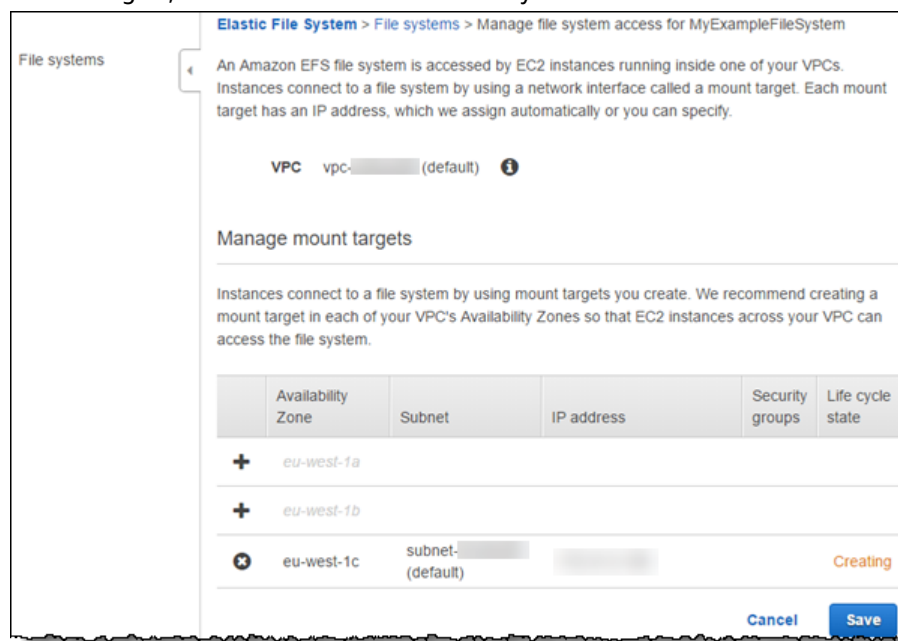 Elastic File System > File systems > Manage file system access for MyExampleFileSystem
File systems
An Amazon EFS file system is accessed by EC2 instances running inside one of your VPCs.
Instances connect to a file system by using a network interface called a mount target. Each mount
target has an IP address, which we assign automatically or you can specify.
VPC vpc- (default)
Manage mount targets
Instances connect to a file system by using mount targets you create. We recommend creating a
mount target in each of your VPC's Availability Zones so that EC2 instances across your VPC can
access the file system.
Availability Zone
Subnet
IP address
Security groups
Life cycle state
eu-west-1a
eu-west-1b
eu-west-1c
subnet-
(default)
Creating
Cancel
Save